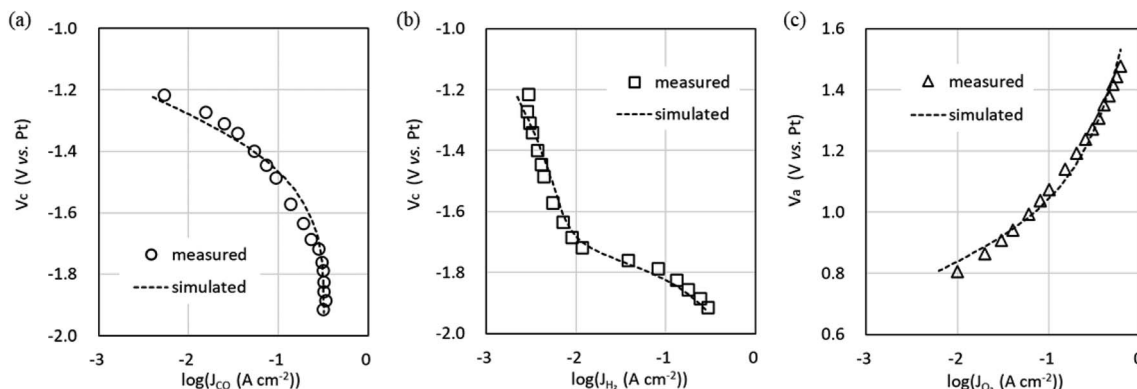 (a)
-1.0
-1.2
-1.4
-1.6
-1.8
-2.0
Vc (V vs. Pt)
measured
simulated
-3 -2 -1 0
log(JCO (A cm-2))
(b)
-1.0
-1.2
-1.4
-1.6
-1.8
-2.0
Vc (V vs. Pt)
measured
simulated
-3 -2 -1 0
log(JH₂ (A cm-2))
(c)
1.6
1.4
1.2
1.0
0.8
0.6
Va (V vs. Pt)
measured
simulated
-3 -2 -1 0
log(JO₂ (A cm-2))